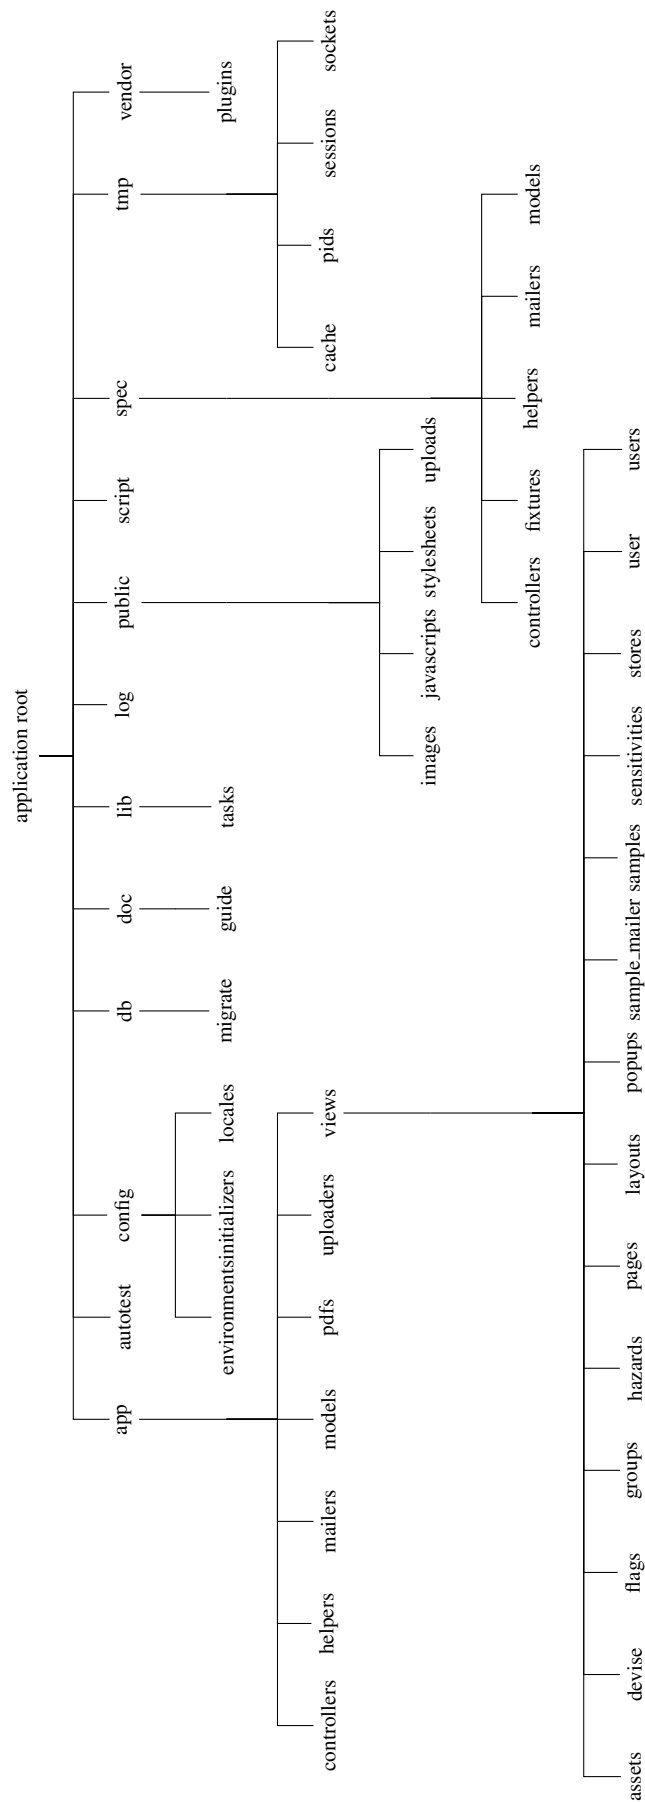 application root
app
autotest
config
db
doc
lib
log
public
script
spec
tmp
vendor
environments
initializers
locales
migrate
guide
tasks
plugins
controllers
helpers
mailers
models
pdfs
uploaders
views
cache
pids
sessions
sockets
images
javascripts
stylesheets
uploads
controllers
fixtures
helpers
mailers
models
assets
devise
flags
groups
hazards
pages
layouts
popups
sample_mailer
samples
sensitivities
stores
user
users